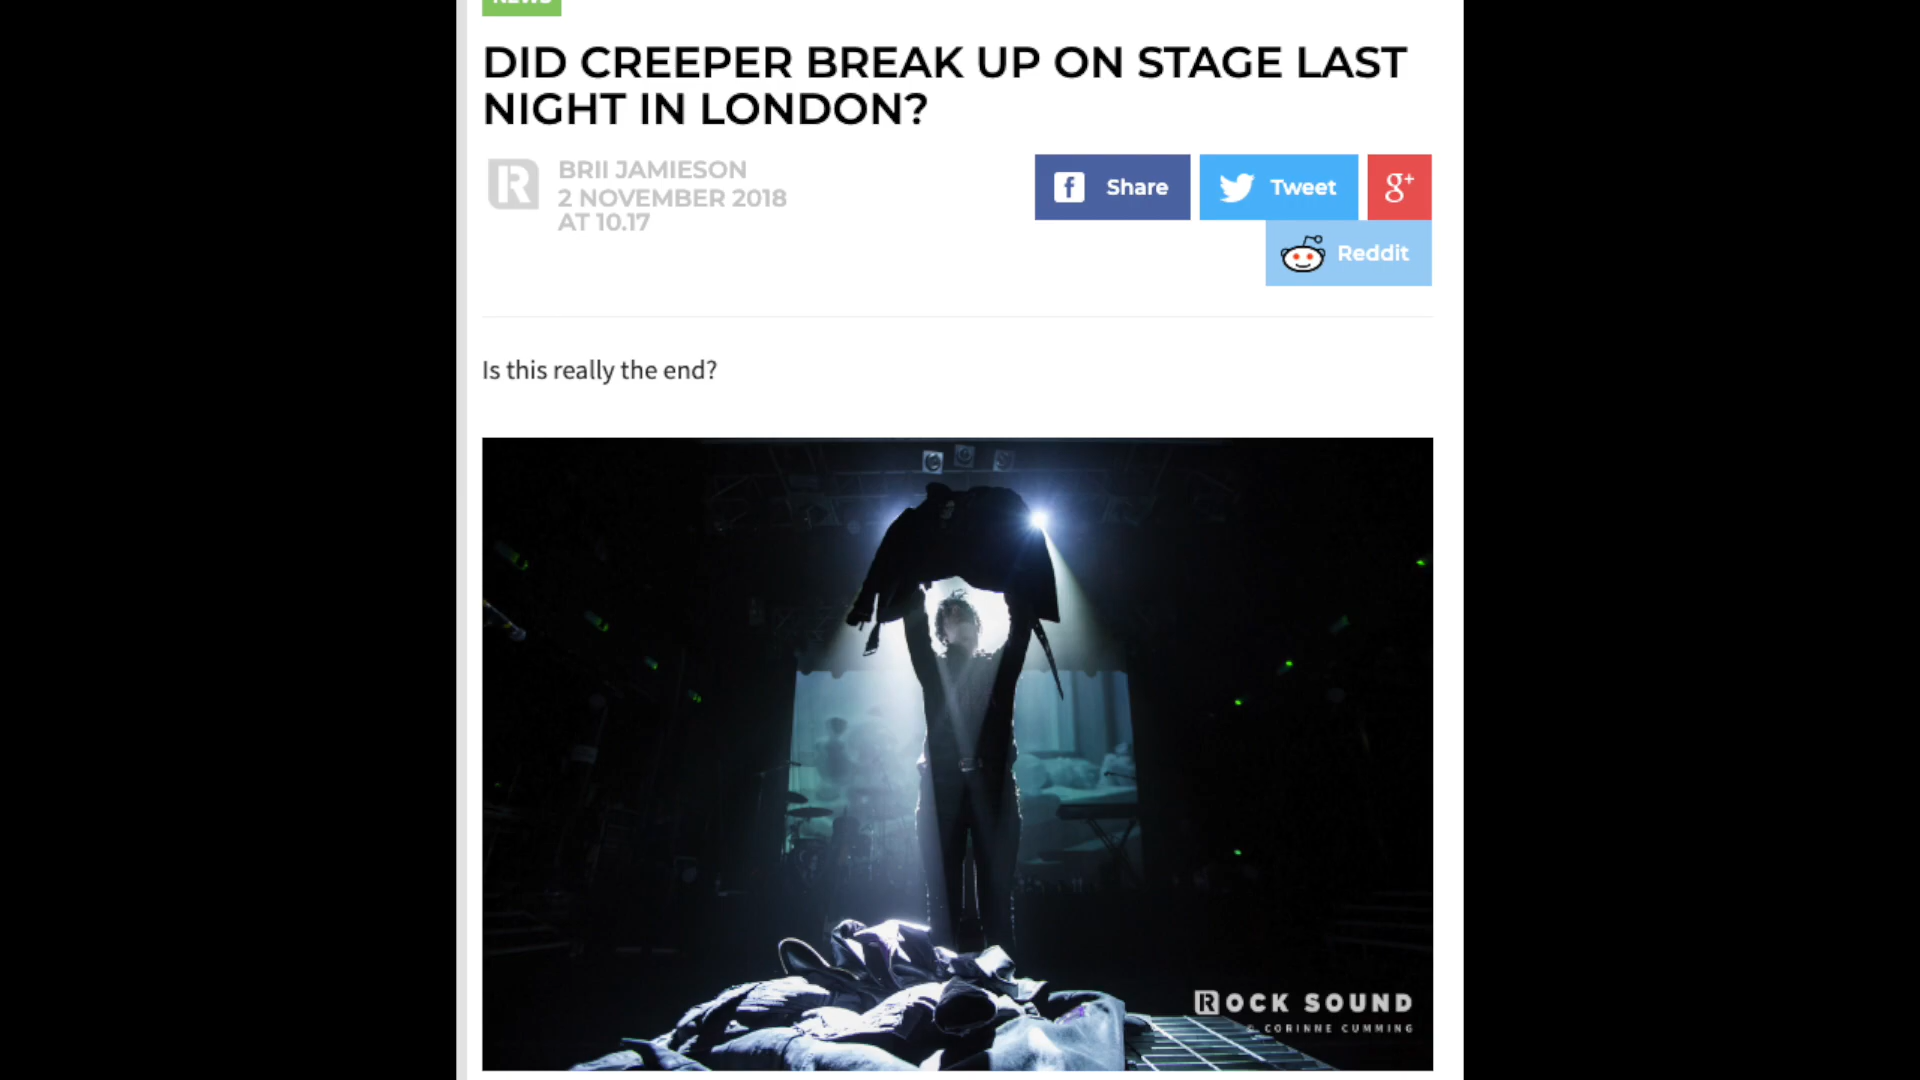 NEWS
DID CREEPER BREAK UP ON STAGE LAST
NIGHT IN LONDON?
BRII JAMIESON
2 NOVEMBER 2018
AT 10.17
Share
Tweet
g+
Reddit
Is this really the end?
ROCK SOUND
© CORINNE CUMMING